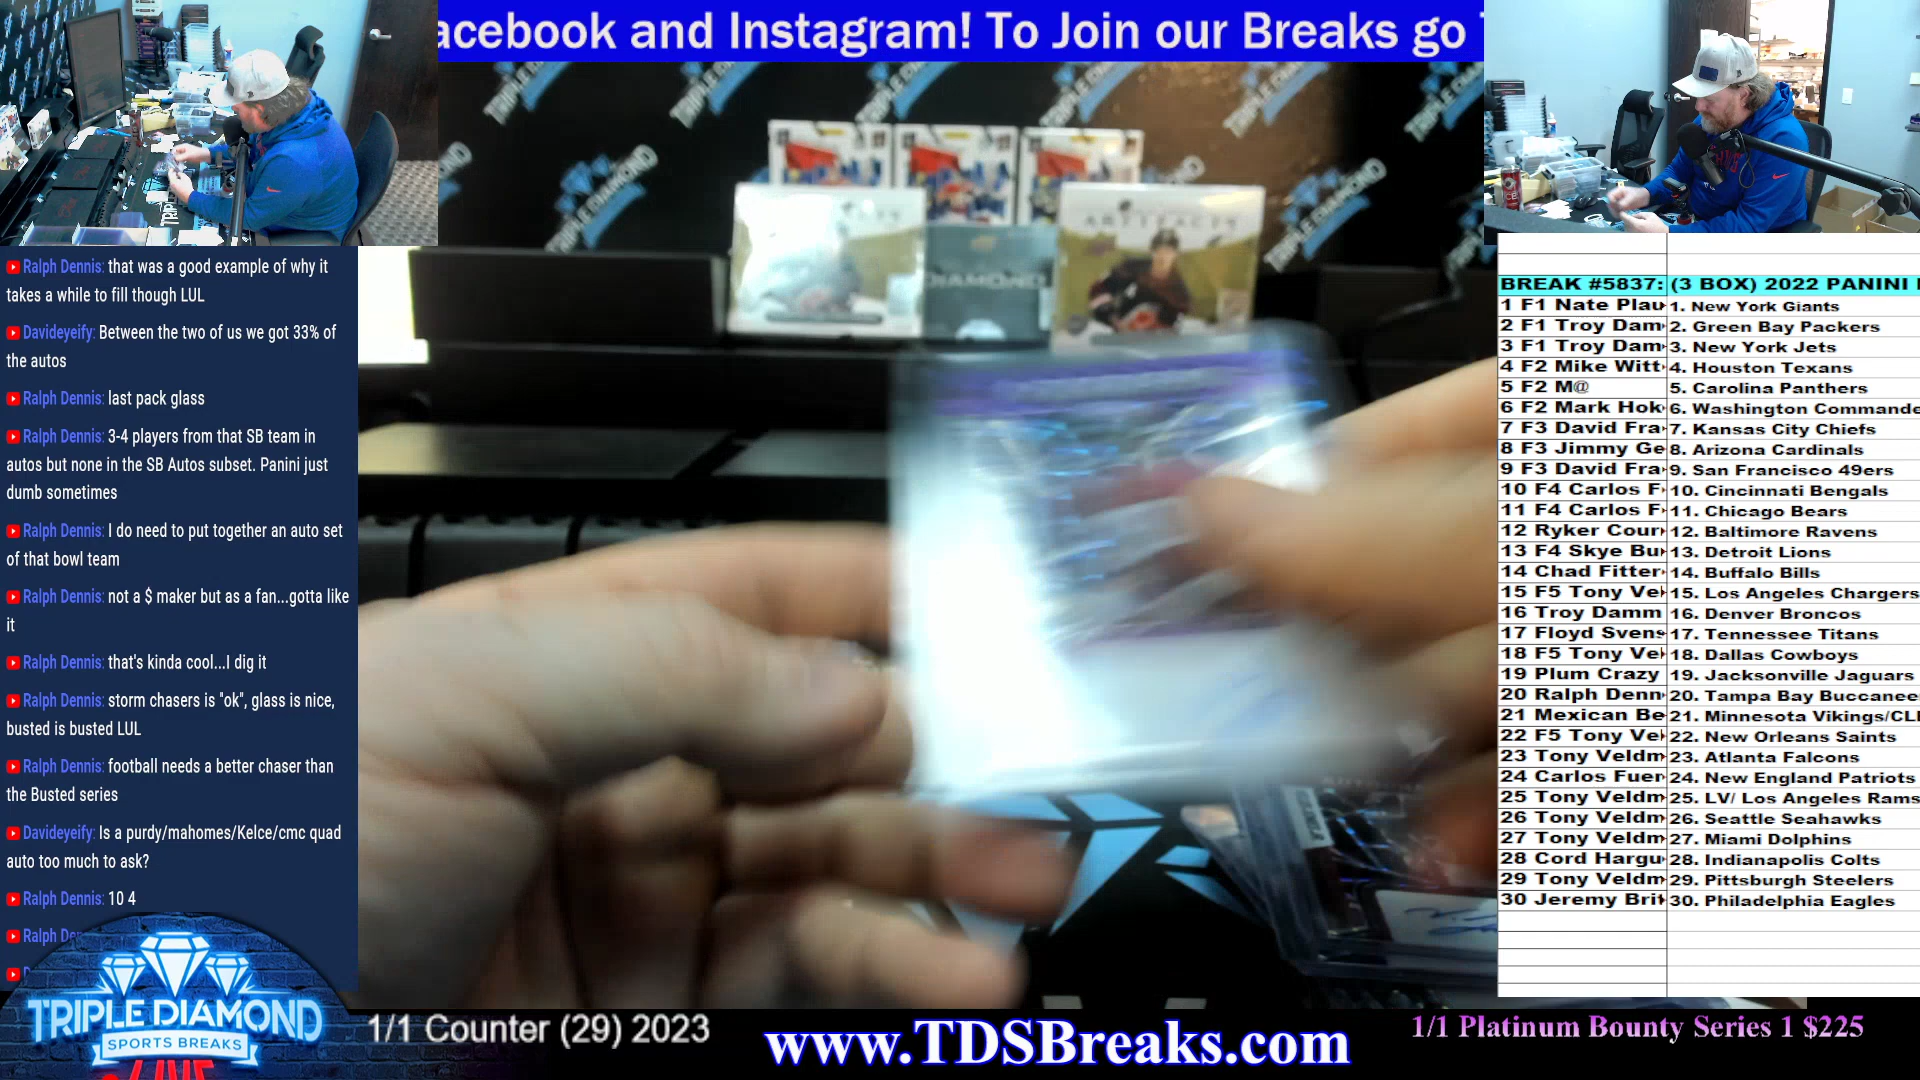 acebook and Instagram! To Join our Breaks go
Ralph Dennis: that was a good example of why it
takes a while to fill though LUL
Davideyeify: Between the two of us we got 33% of
the autos
Ralph Dennis: last pack glass
Ralph Dennis: 3-4 players from that SB team in
autos but none in the SB Autos subset. Panini just
dumb sometimes
Ralph Dennis: I do need to put together an auto set
of that bowl team
Ralph Dennis: not a $ maker but as a fan...gotta like
it
Ralph Dennis: that's kinda cool...I dig it
Ralph Dennis: storm chasers is "ok", glass is nice,
busted is busted LUL
Ralph Dennis: football needs a better chaser than
the Busted series
Davideyeify: Is a purdy/mahomes/Kelce/cmc quad
auto too much to ask?
Ralph Dennis: 10 4
Ralph De
TRIPLE DIAMOND
SPORTS BREAKS
LIVE
TRIPLE DIAMOND
ARTIFACTS
DIAMOND
BREAK #5837: (3 BOX) 2022 PANINI
1 F1 Nate Plau 1. New York Giants
2 F1 Troy Dam 2. Green Bay Packers
3 F1 Troy Dam 3. New York Jets
4 F2 Mike Witt 4. Houston Texans
5 F2 M@ 5. Carolina Panthers
6 F2 Mark Hok 6. Washington Commande
7 F3 David Fra 7. Kansas City Chiefs
8 F3 Jimmy Ge 8. Arizona Cardinals
9 F3 David Fra 9. San Francisco 49ers
10 F4 Carlos F 10. Cincinnati Bengals
11 F4 Carlos F 11. Chicago Bears
12 Ryker Cour 12. Baltimore Ravens
13 F4 Skye Bu 13. Detroit Lions
14 Chad Fitter 14. Buffalo Bills
15 F5 Tony Vel 15. Los Angeles Chargers
16 Troy Damm 16. Denver Broncos
17 Floyd Svens 17. Tennessee Titans
18 F5 Tony Vel 18. Dallas Cowboys
19 Plum Crazy 19. Jacksonville Jaguars
20 Ralph Denn 20. Tampa Bay Buccanee
21 Mexican Be 21. Minnesota Vikings/CLE
22 F5 Tony Vel 22. New Orleans Saints
23 Tony Veldm 23. Atlanta Falcons
24 Carlos Fuer 24. New England Patriots
25 Tony Veldm 25. LV/ Los Angeles Rams
26 Tony Veldm 26. Seattle Seahawks
27 Tony Veldm 27. Miami Dolphins
28 Cord Hargu 28. Indianapolis Colts
29 Tony Veldm 29. Pittsburgh Steelers
30 Jeremy Brit 30. Philadelphia Eagles
1/1 Counter (29) 2023
www.TDSBreaks.com
1/1 Platinum Bounty Series 1 $225